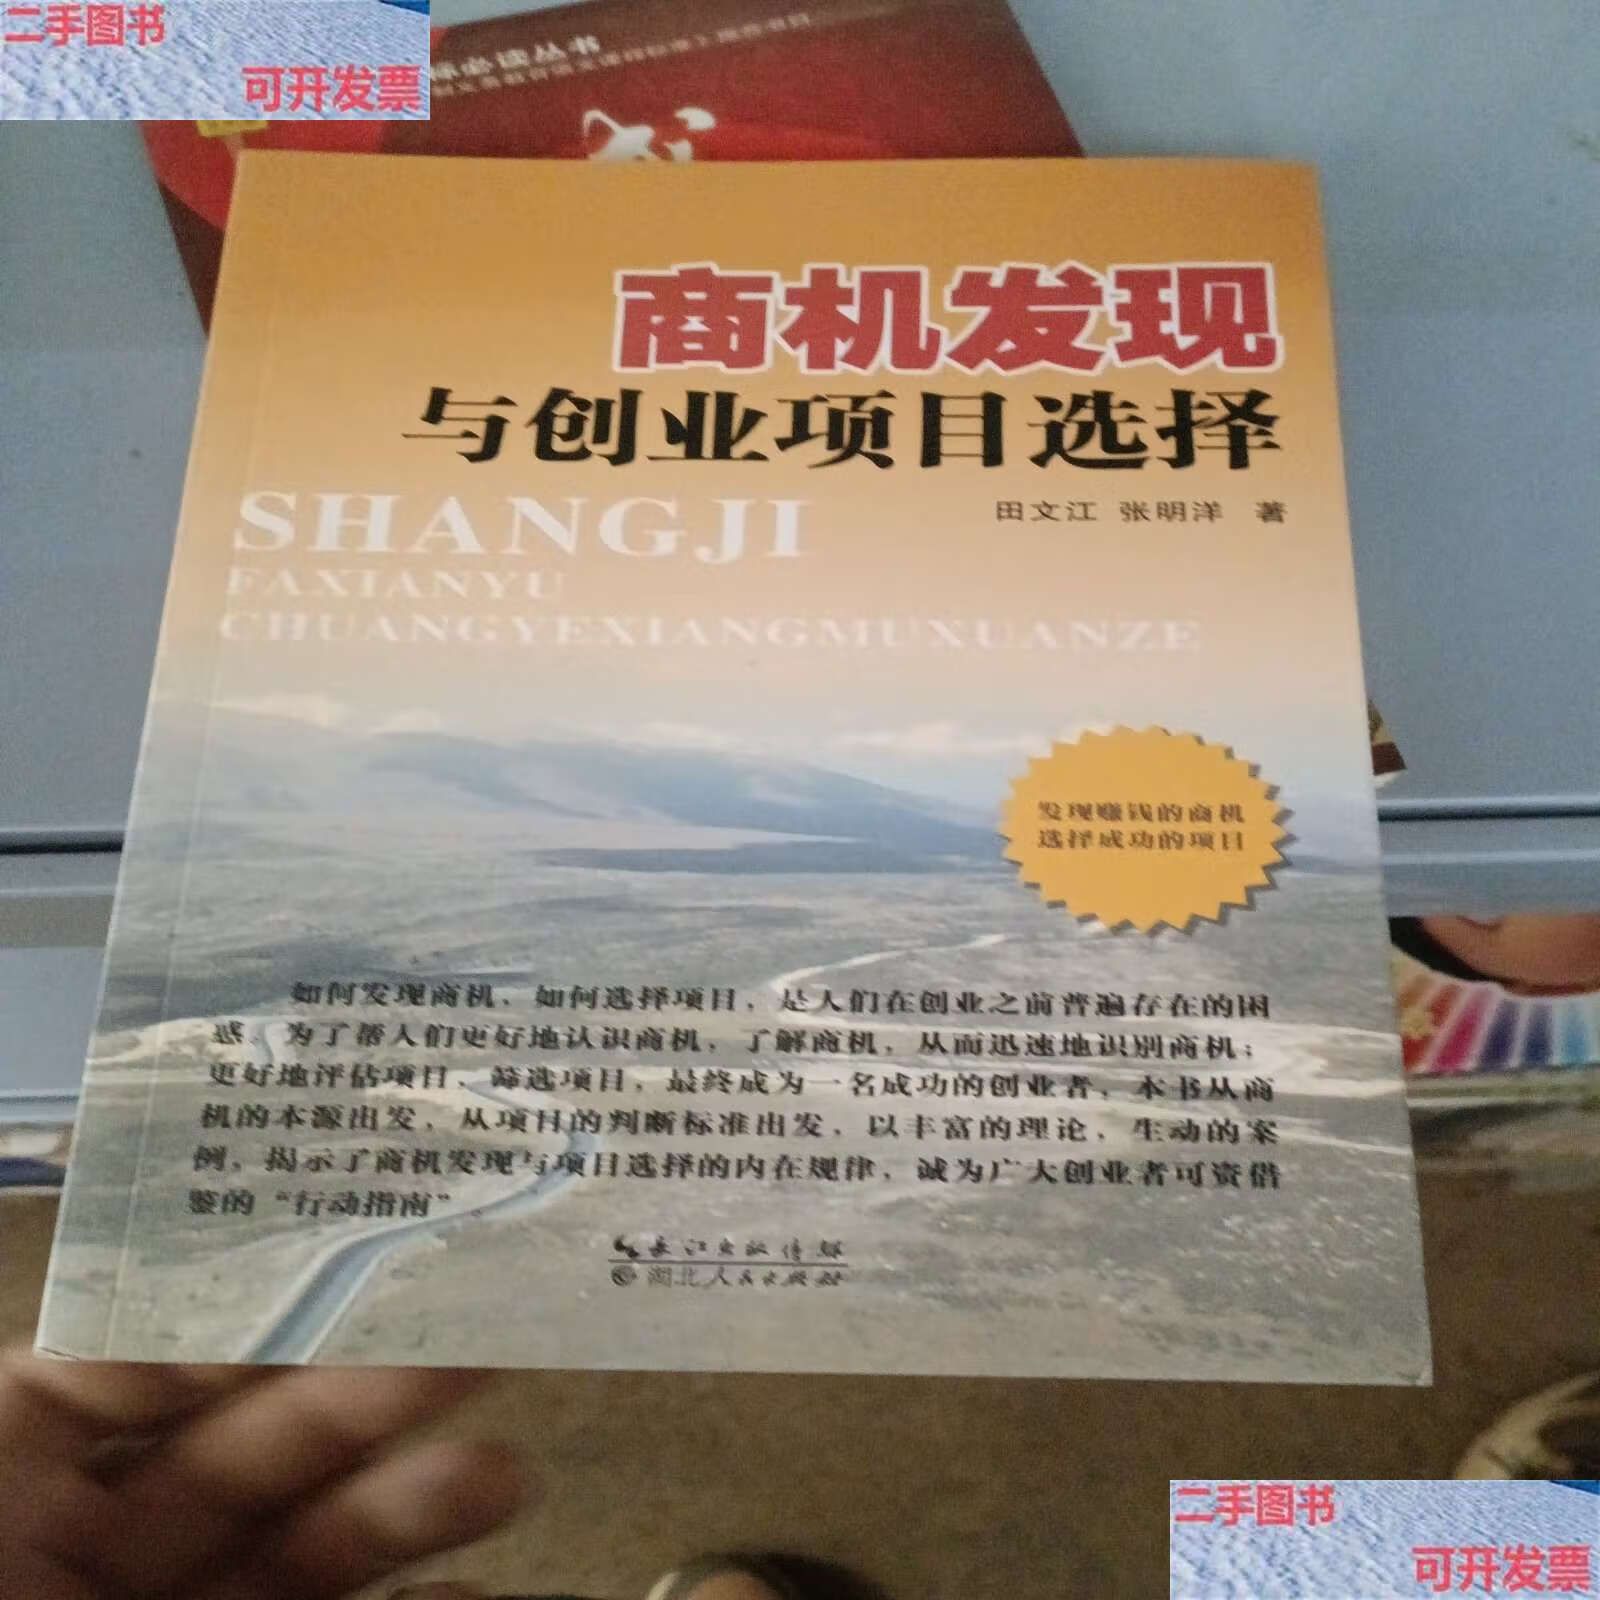 二手图书
可开发票
标必读丛书
商机发现
与创业项目选择
田文江 张明洋 著
SHANGJI
FAXIANYU
CHUANGYEXIANGMUXUANZE
发现赚钱的商机
选择成功的项目
如何发现商机，如何选择项目，是人们在创业之前普遍存在的困
惑。为了帮人们更好地认识商机，了解商机，从而迅速地识别商机；
更好地评估项目，筛选项目，最终成为一名成功的创业者，本书从商
机的本源出发，从项目的判断标准出发，以丰富的理论，生动的案
例，揭示了商机发现与项目选择的内在规律，诚为广大创业者可资借
鉴的“行动指南”。
长江出版传媒
湖北人民出版社
二手图书
可开发票